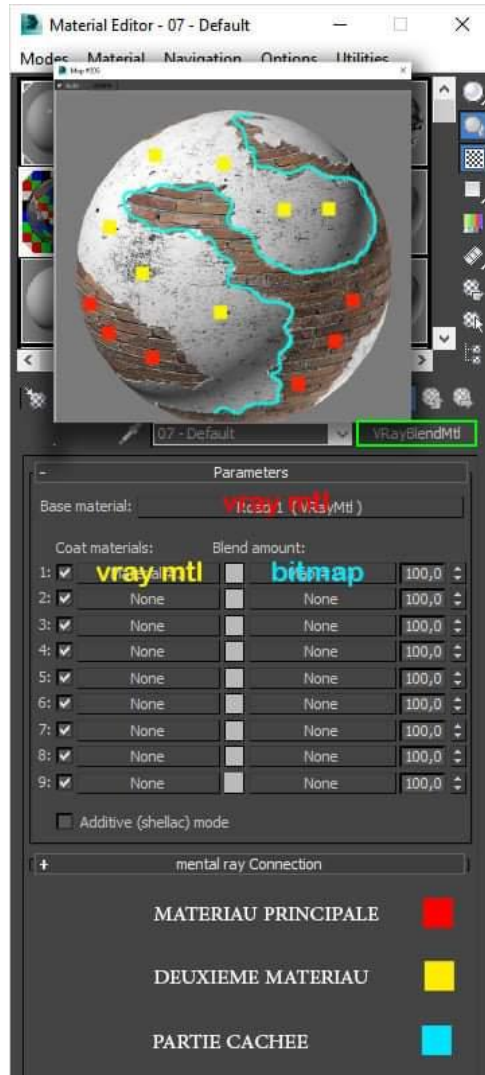 Material Editor - 07 - Default
Modes Material Navigation Options Utilities
07 - Default
VRayBlendMtl
Parameters
Base material:
vray mtl
( VRayMtl )
Coat materials: Blend amount:
1: vray mtl bitmap 100,0
2: None None 100,0
3: None None 100,0
4: None None 100,0
5: None None 100,0
6: None None 100,0
7: None None 100,0
8: None None 100,0
9: None None 100,0
Additive (shellac) mode
+ mental ray Connection
MATERIAU PRINCIPALE
DEUXIEME MATERIAU
PARTIE CACHEE